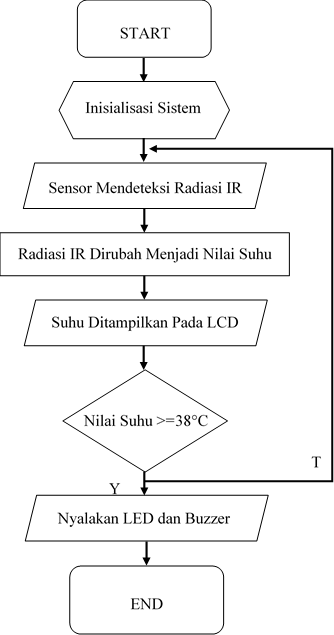 START
Inisialisasi Sistem
Sensor Mendeteksi Radiasi IR
Radiasi IR Dirubah Menjadi Nilai Suhu
Suhu Ditampilkan Pada LCD
Nilai Suhu >=38°C
T
Y
Nyalakan LED dan Buzzer
END